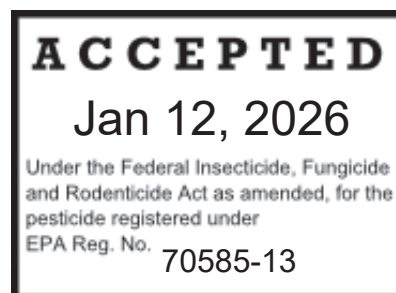 ACCEPTED
Jan 12, 2026
Under the Federal Insecticide, Fungicide
and Rodenticide Act as amended, for the
pesticide registered under
EPA Reg. No. 70585-13